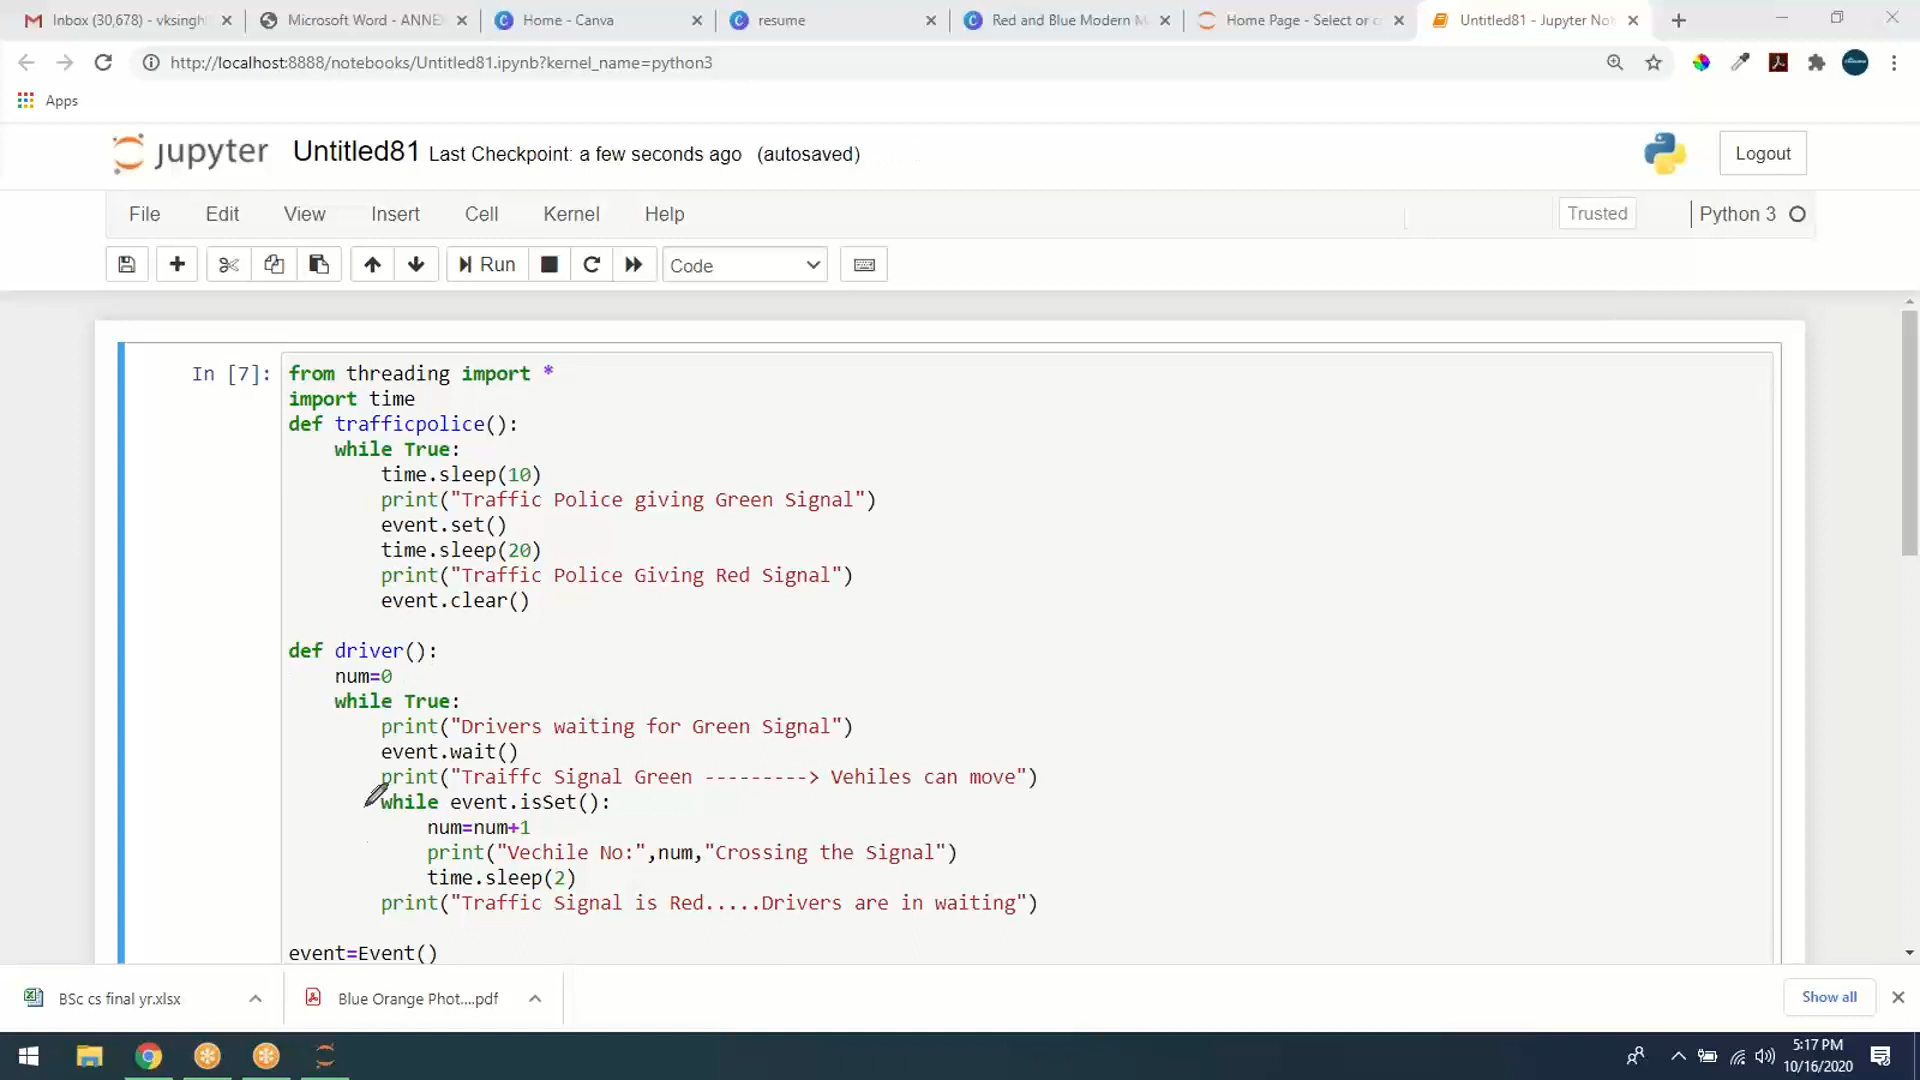 Inbox (30,678) - vksingh
Microsoft Word - ANNE
Home - Canva
resume
Red and Blue Modern M
Home Page - Select or c
Untitled81 - Jupyter Not
http://localhost:8888/notebooks/Untitled81.ipynb?kernel_name=python3
Apps
jupyter Untitled81 Last Checkpoint: a few seconds ago (autosaved)
Logout
File Edit View Insert Cell Kernel Help
Trusted
Python 3
Run
Code
In [7]:
from threading import *
import time
def trafficpolice():
    while True:
        time.sleep(10)
        print("Traffic Police giving Green Signal")
        event.set()
        time.sleep(20)
        print("Traffic Police Giving Red Signal")
        event.clear()
def driver():
    num=0
    while True:
        print("Drivers waiting for Green Signal")
        event.wait()
        print("Traiffc Signal Green ---------> Vehiles can move")
        while event.isSet():
            num=num+1
            print("Vechile No:",num,"Crossing the Signal")
            time.sleep(2)
        print("Traffic Signal is Red.....Drivers are in waiting")
event=Event()
BSc cs final yr.xlsx
Blue Orange Phot....pdf
Show all
5:17 PM
10/16/2020